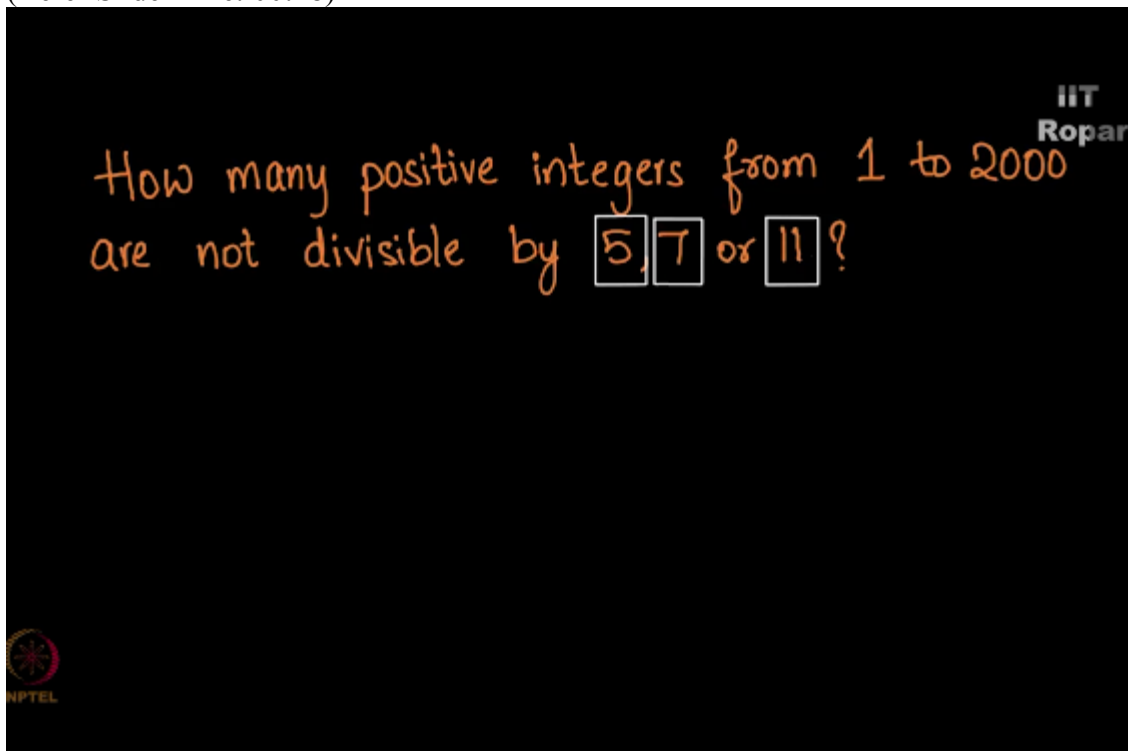 IIT
Ropar
How many positive integers from 1 to 2000
are not divisible by 5, 7 or 11?
NPTEL